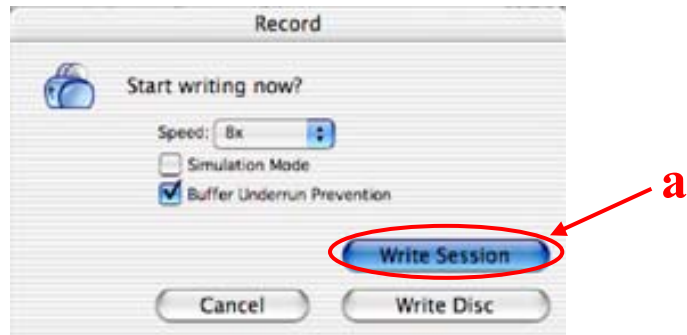 Record
Start writing now?
Speed: 8x
Simulation Mode
Buffer Underrun Prevention
a
Write Session
Cancel Write Disc